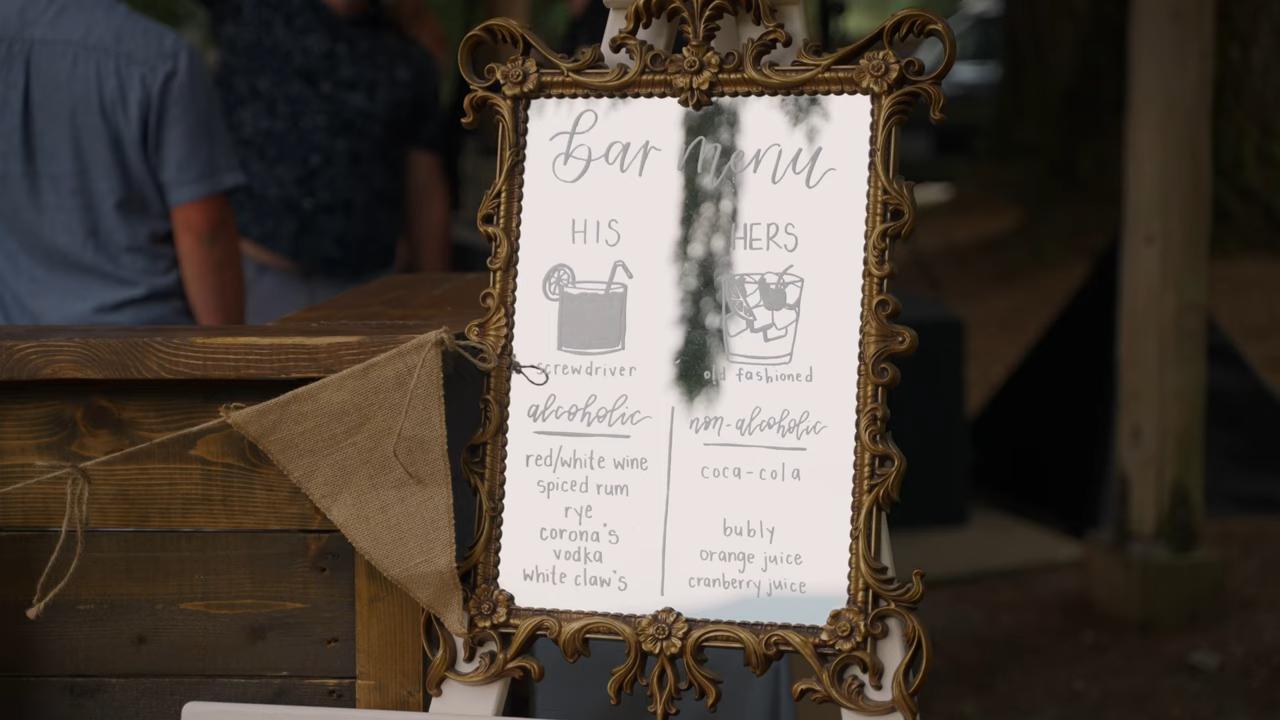 bar menu
HIS
HERS
screwdriver
old fashioned
alcoholic
red/white wine
spiced rum
rye
corona's
vodka
white claw's
non-alcoholic
coca-cola
bubly
orange juice
cranberry juice